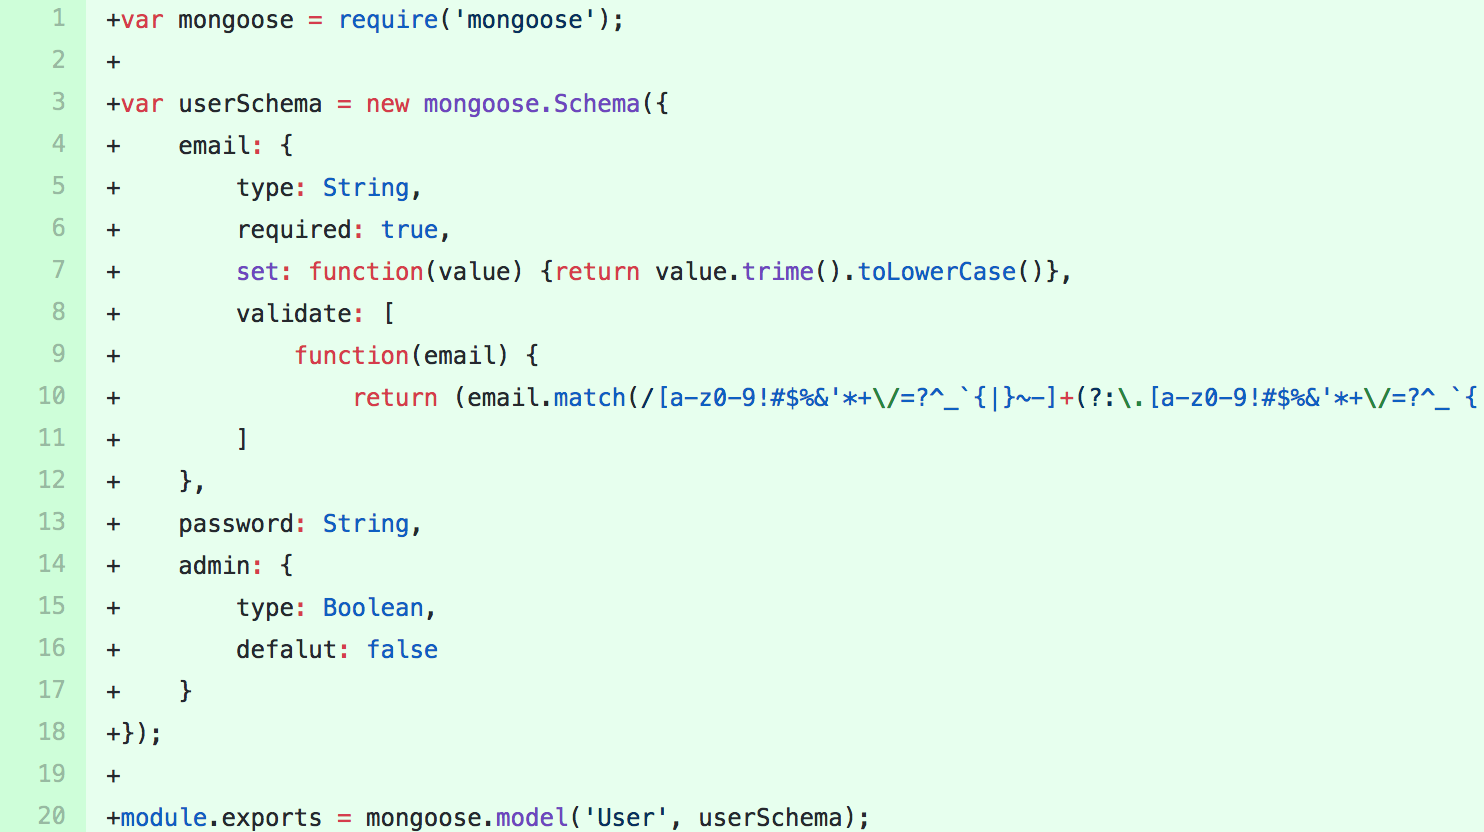 1 +var mongoose = require('mongoose');
2 +
3 +var userSchema = new mongoose.Schema({
4 +    email: {
5 +        type: String,
6 +        required: true,
7 +        set: function(value) {return value.trime().toLowerCase()},
8 +        validate: [
9 +            function(email) {
10 +                return (email.match(/[a-z0-9!#$%&'*+\/=?^_`{|}~-]+(?:\.[a-z0-9!#$%&'*+\/=?^_`{
11 +        ]
12 +    },
13 +    password: String,
14 +    admin: {
15 +        type: Boolean,
16 +        defalut: false
17 +    }
18 +});
19 +
20 +module.exports = mongoose.model('User', userSchema);